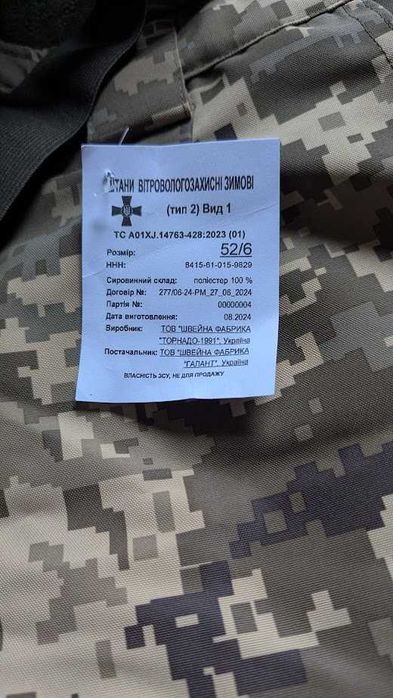 ШТАНИ ВІТРОВОЛОГОЗАХИСНІ ЗИМОВІ
(тип 2) Вид 1
ТС А01XJ.14763-428:2023 (01)
Розмір: 52/6
ННН: 8415-61-015-9829
Сировинний склад: поліестер 100 %
Договір №: 277/06-24-РМ_27_06_2024
Партія №: 00000004
Дата виготовлення: 08.2024
Виробник: ТОВ "ШВЕЙНА ФАБРИКА
"ТОРНАДО-1991", Україна
Постачальник: ТОВ "ШВЕЙНА ФАБРИКА
"ГАЛАНТ", Україна
ВЛАСНІСТЬ ЗСУ, НЕ ДЛЯ ПРОДАЖУ